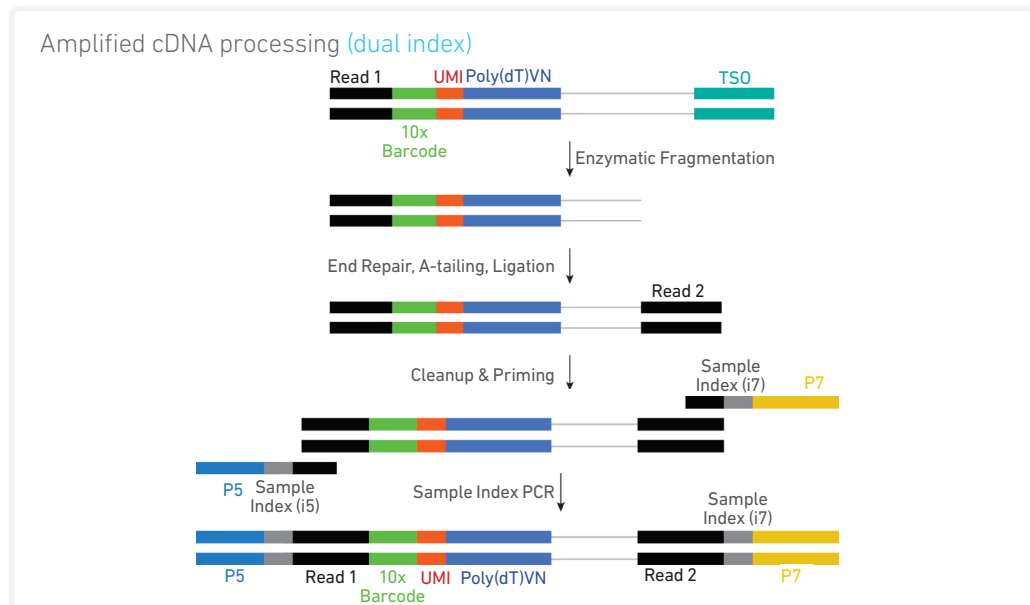 Amplified cDNA processing (dual index)
Read 1 UMI Poly(dT)VN TSO
10x
Barcode
Enzymatic Fragmentation
End Repair, A-tailing, Ligation
Read 2
Cleanup & Priming
Sample
Index (i7)
P7
P5
Sample
Index (i5)
Sample Index PCR
Sample
Index (i7)
P5 Read 1 10x
Barcode
UMI Poly(dT)VN Read 2 P7